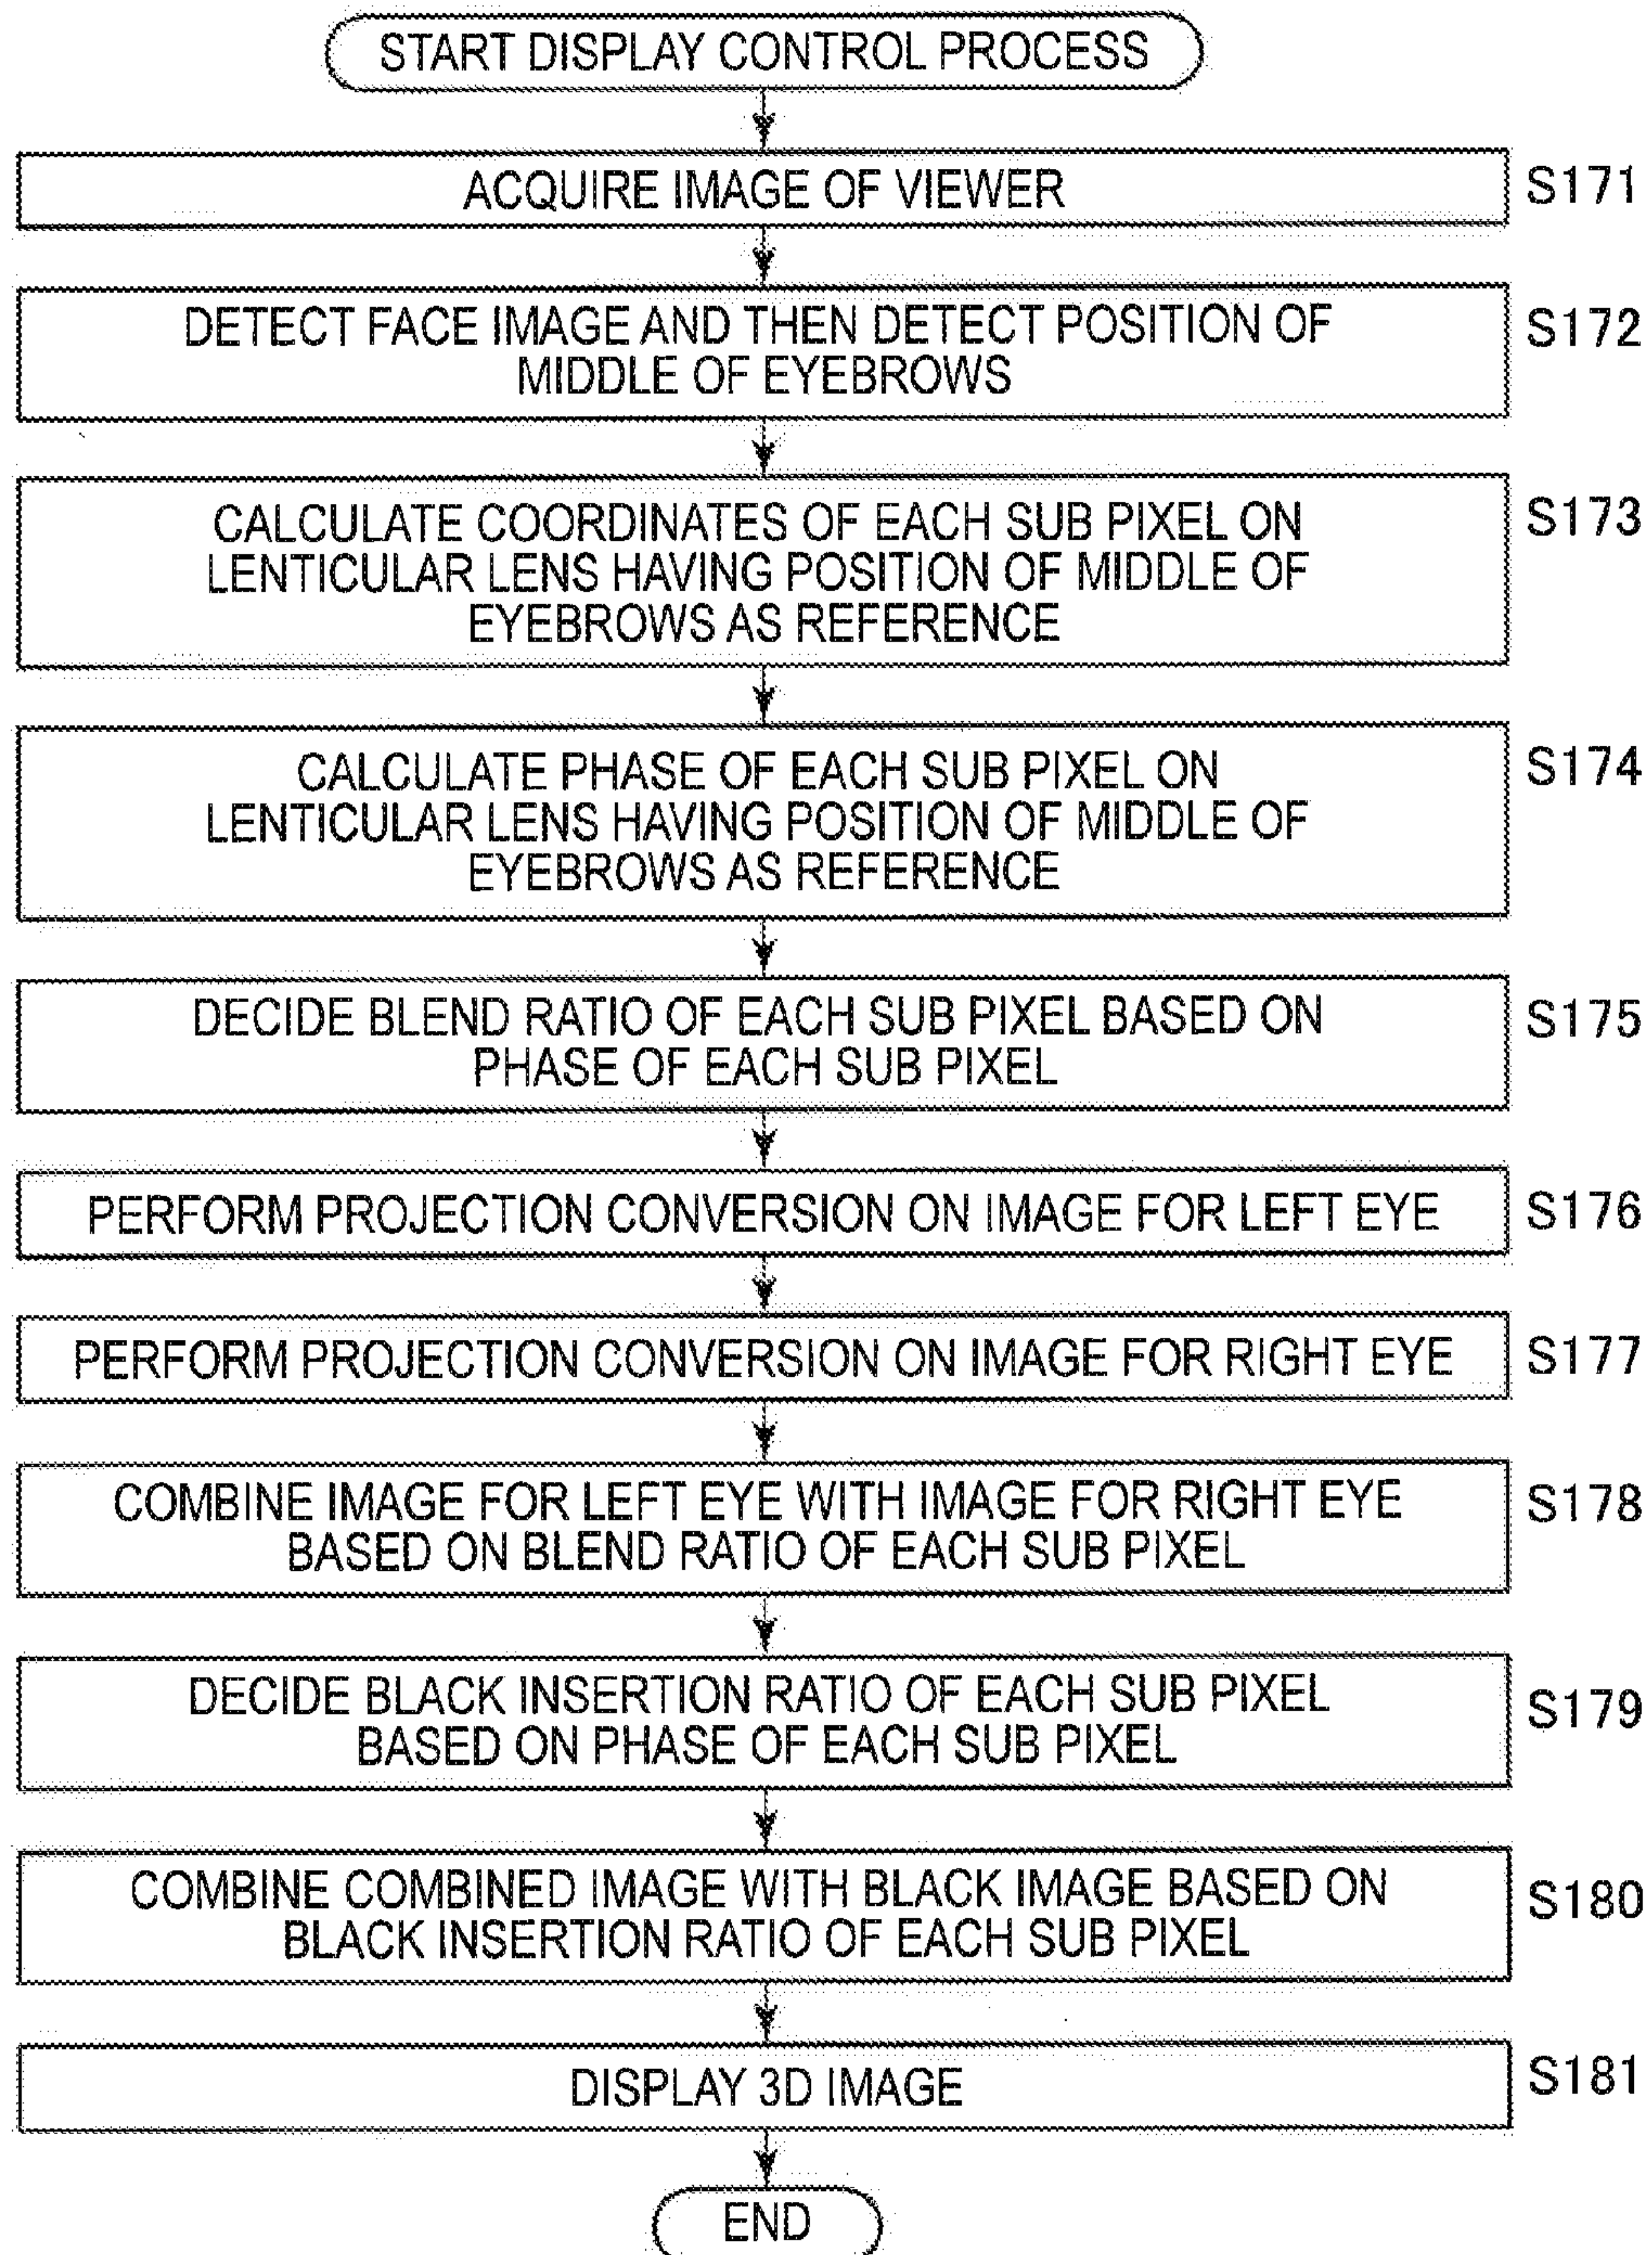 START DISPLAY CONTROL PROCESS
ACQUIRE IMAGE OF VIEWER
S171
DETECT FACE IMAGE AND THEN DETECT POSITION OF
MIDDLE OF EYEBROWS
S172
CALCULATE COORDINATES OF EACH SUB PIXEL ON
LENTICULAR LENS HAVING POSITION OF MIDDLE OF
EYEBROWS AS REFERENCE
S173
CALCULATE PHASE OF EACH SUB PIXEL ON
LENTICULAR LENS HAVING POSITION OF MIDDLE OF
EYEBROWS AS REFERENCE
S174
DECIDE BLEND RATIO OF EACH SUB PIXEL BASED ON
PHASE OF EACH SUB PIXEL
S175
PERFORM PROJECTION CONVERSION ON IMAGE FOR LEFT EYE
S176
PERFORM PROJECTION CONVERSION ON IMAGE FOR RIGHT EYE
S177
COMBINE IMAGE FOR LEFT EYE WITH IMAGE FOR RIGHT EYE
BASED ON BLEND RATIO OF EACH SUB PIXEL
S178
DECIDE BLACK INSERTION RATIO OF EACH SUB PIXEL
BASED ON PHASE OF EACH SUB PIXEL
S179
COMBINE COMBINED IMAGE WITH BLACK IMAGE BASED ON
BLACK INSERTION RATIO OF EACH SUB PIXEL
S180
DISPLAY 3D IMAGE
S181
END